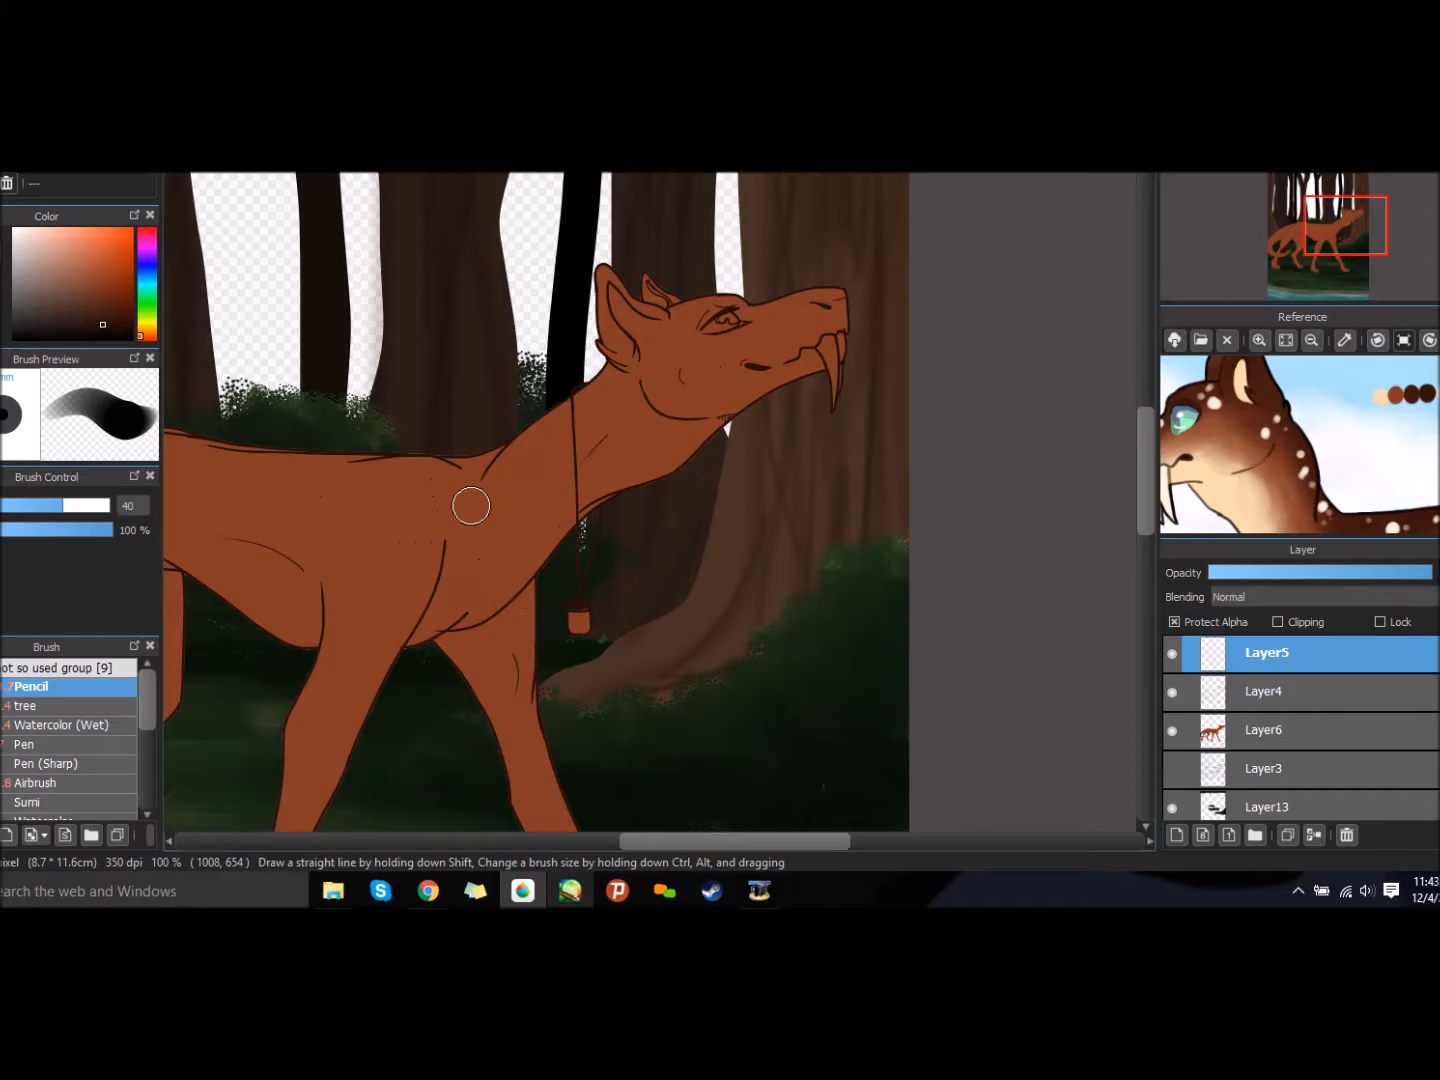 ---
Color
Brush Preview
mm
Brush Control
40
100 %
Brush
ot so used group [9]
.7Pencil
.4 tree
.4 Watercolor (Wet)
Pen
Pen (Sharp)
.8 Airbrush
Sumi
Reference
Layer
Opacity
Blending Normal
Protect Alpha Clipping Lock
Layer5
Layer4
Layer6
Layer3
Layer13
ixel (8.7 * 11.6cm) 350 dpi 100 % ( 1008, 654 ) Draw a straight line by holding down Shift, Change a brush size by holding down Ctrl, Alt, and dragging
earch the web and Windows
11:43
12/4/